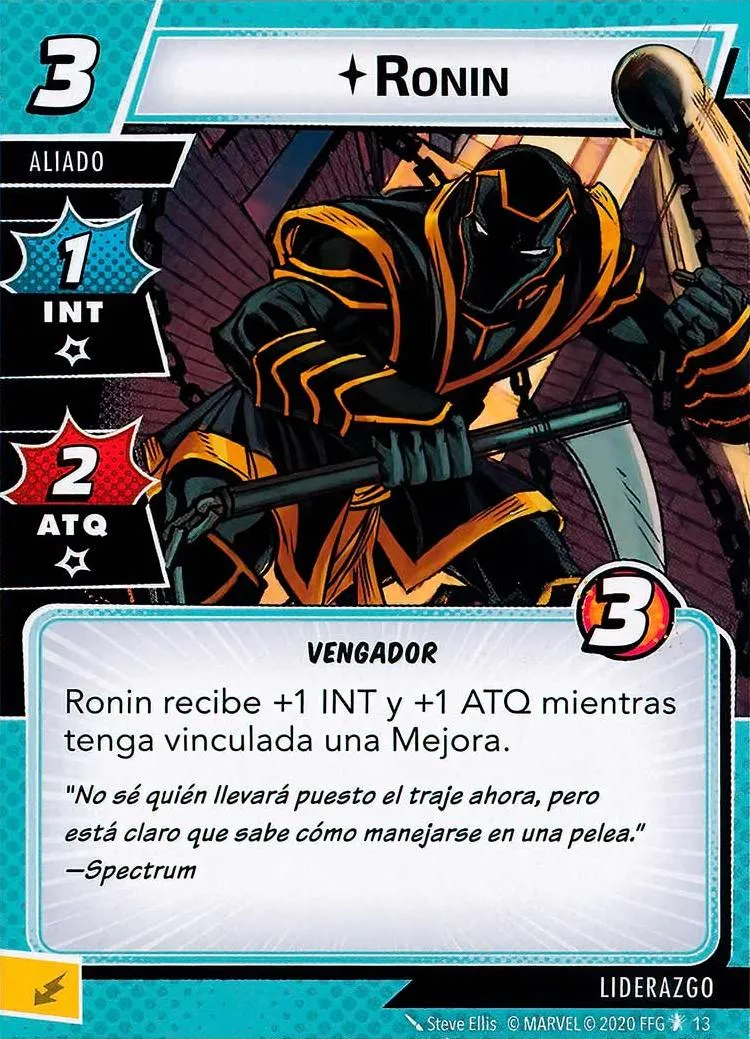 3
Ronin
ALIADO
1
INT
2
ATQ
3
VENGADOR
Ronin recibe +1 INT y +1 ATQ mientras
tenga vinculada una Mejora.
"No sé quién llevará puesto el traje ahora, pero
está claro que sabe cómo manejarse en una pelea."
—Spectrum
LIDERAZGO
Steve Ellis © MARVEL © 2020 FFG 13